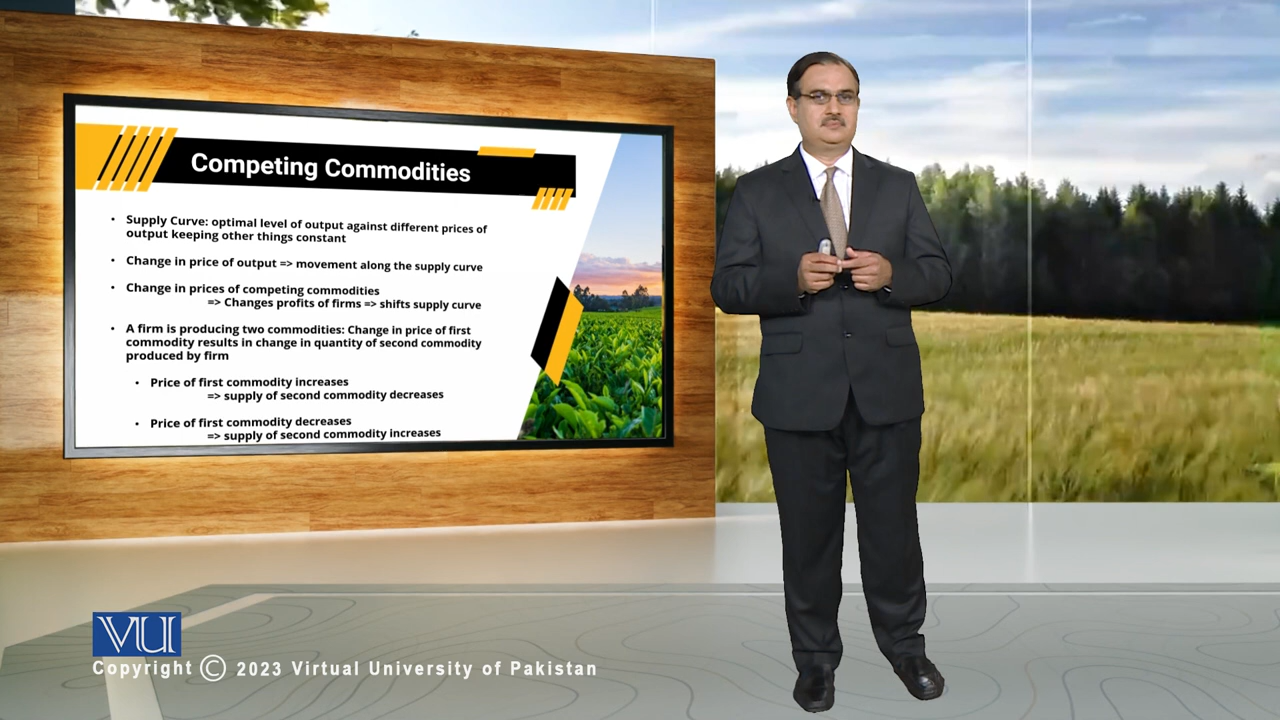 Competing Commodities
• Supply Curve: optimal level of output against different prices of
output keeping other things constant
• Change in price of output => movement along the supply curve
• Change in prices of competing commodities
=> Changes profits of firms => shifts supply curve
• A firm is producing two commodities: Change in price of first
commodity results in change in quantity of second commodity
produced by firm
• Price of first commodity increases
=> supply of second commodity decreases
• Price of first commodity decreases
=> supply of second commodity increases
VU
Copyright © 2023 Virtual University of Pakistan